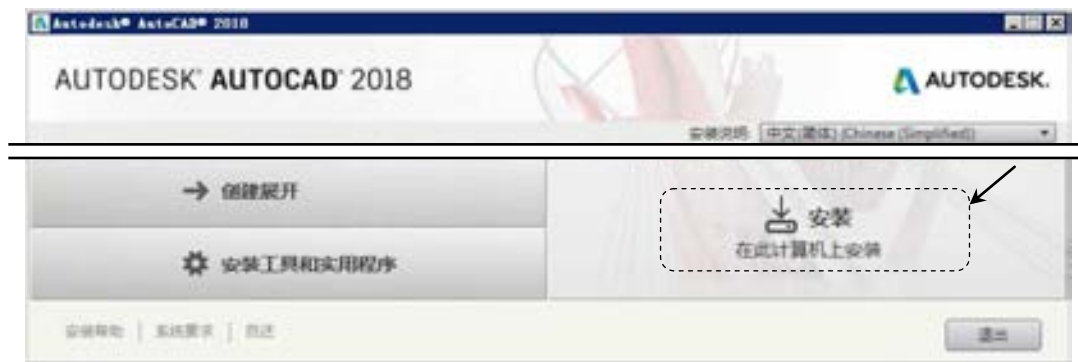 Autodesk® AutoCAD® 2018
AUTODESK® AUTOCAD® 2018
AUTODESK.
安装说明: 中文(简体) (Chinese (Simplified))
创建展开
安装
在此计算机上安装
安装工具和实用程序
安装帮助 | 系统要求 | 自述
退出